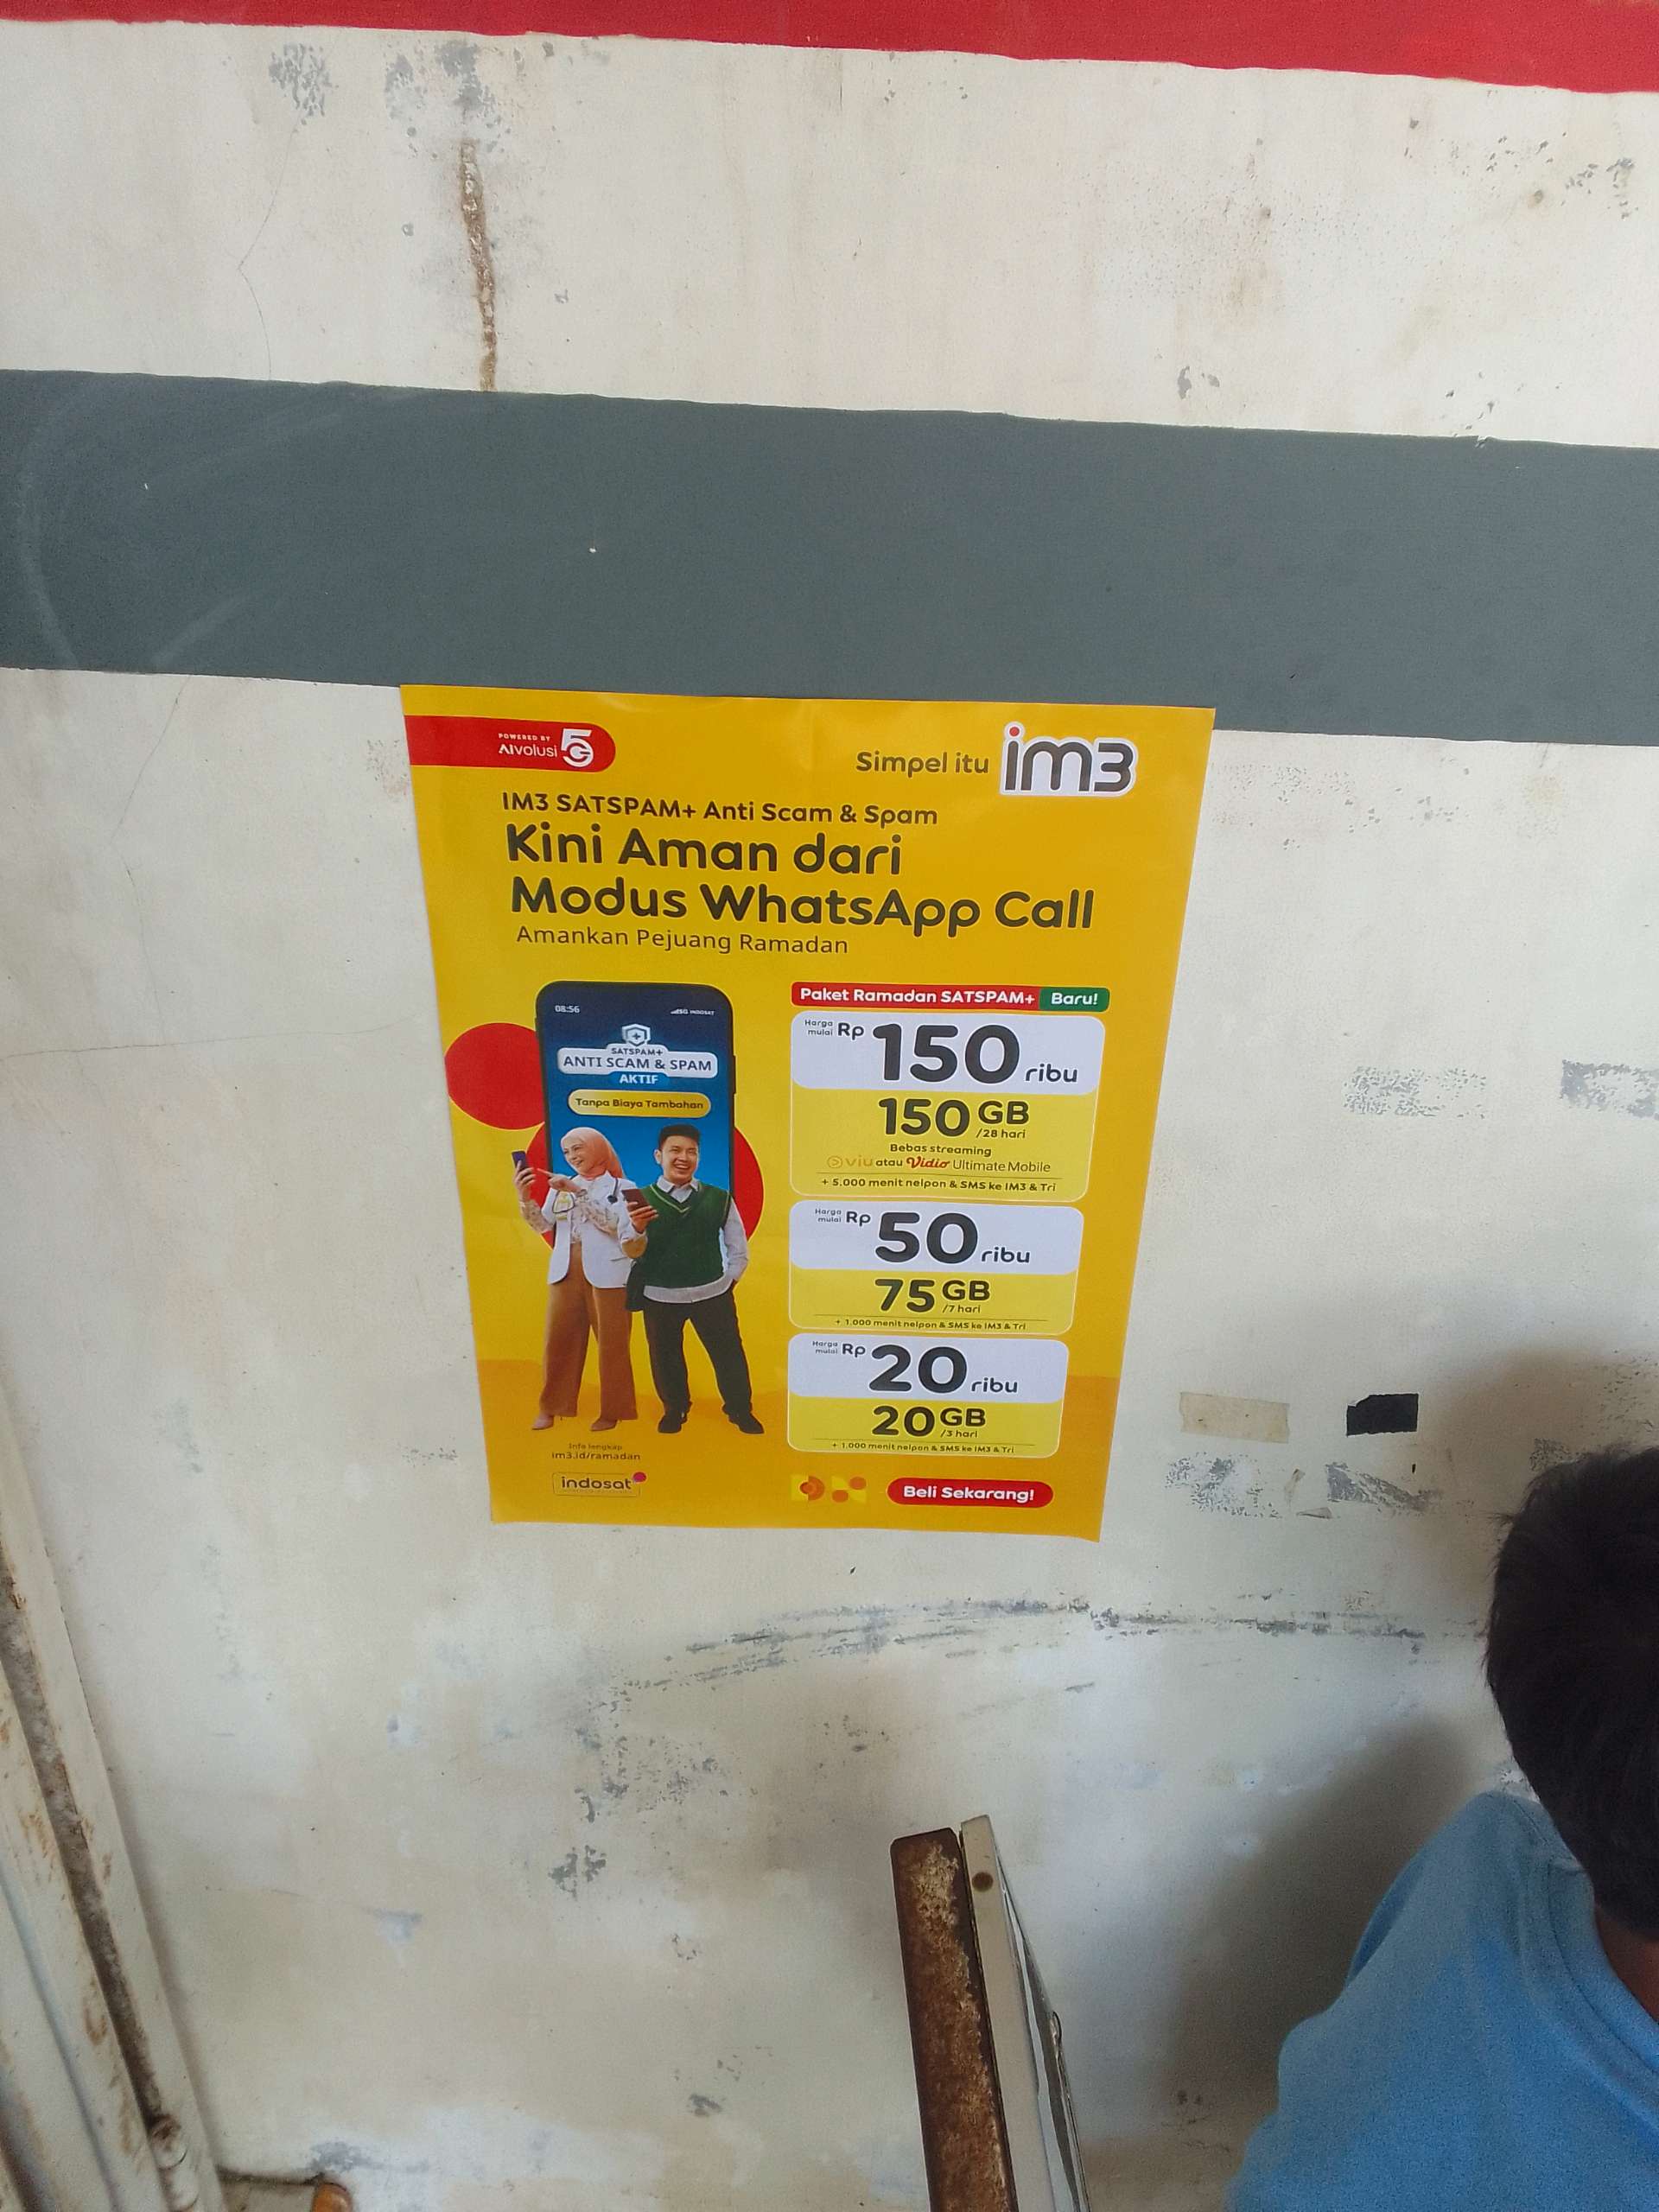 POWERED BY
AIvolusi 5G
Simpel itu im3
IM3 SATSPAM+ Anti Scam & Spam
Kini Aman dari
Modus WhatsApp Call
Amankan Pejuang Ramadan
08:56
5G INDOSAT
SATSPAM+
ANTI SCAM & SPAM
AKTIF
Tanpa Biaya Tambahan
Paket Ramadan SATSPAM+ Baru!
Harga mulai Rp 150 ribu
150 GB
/28 hari
Bebas streaming
viu atau Vidio Ultimate Mobile
+ 5.000 menit nelpon & SMS ke IM3 & Tri
Harga mulai Rp 50 ribu
75 GB
/7 hari
+ 1.000 menit nelpon & SMS ke IM3 & Tri
Harga mulai Rp 20 ribu
20 GB
/3 hari
+ 1.000 menit nelpon & SMS ke IM3 & Tri
Info lengkap
im3.id/ramadan
indosat
Beli Sekarang!